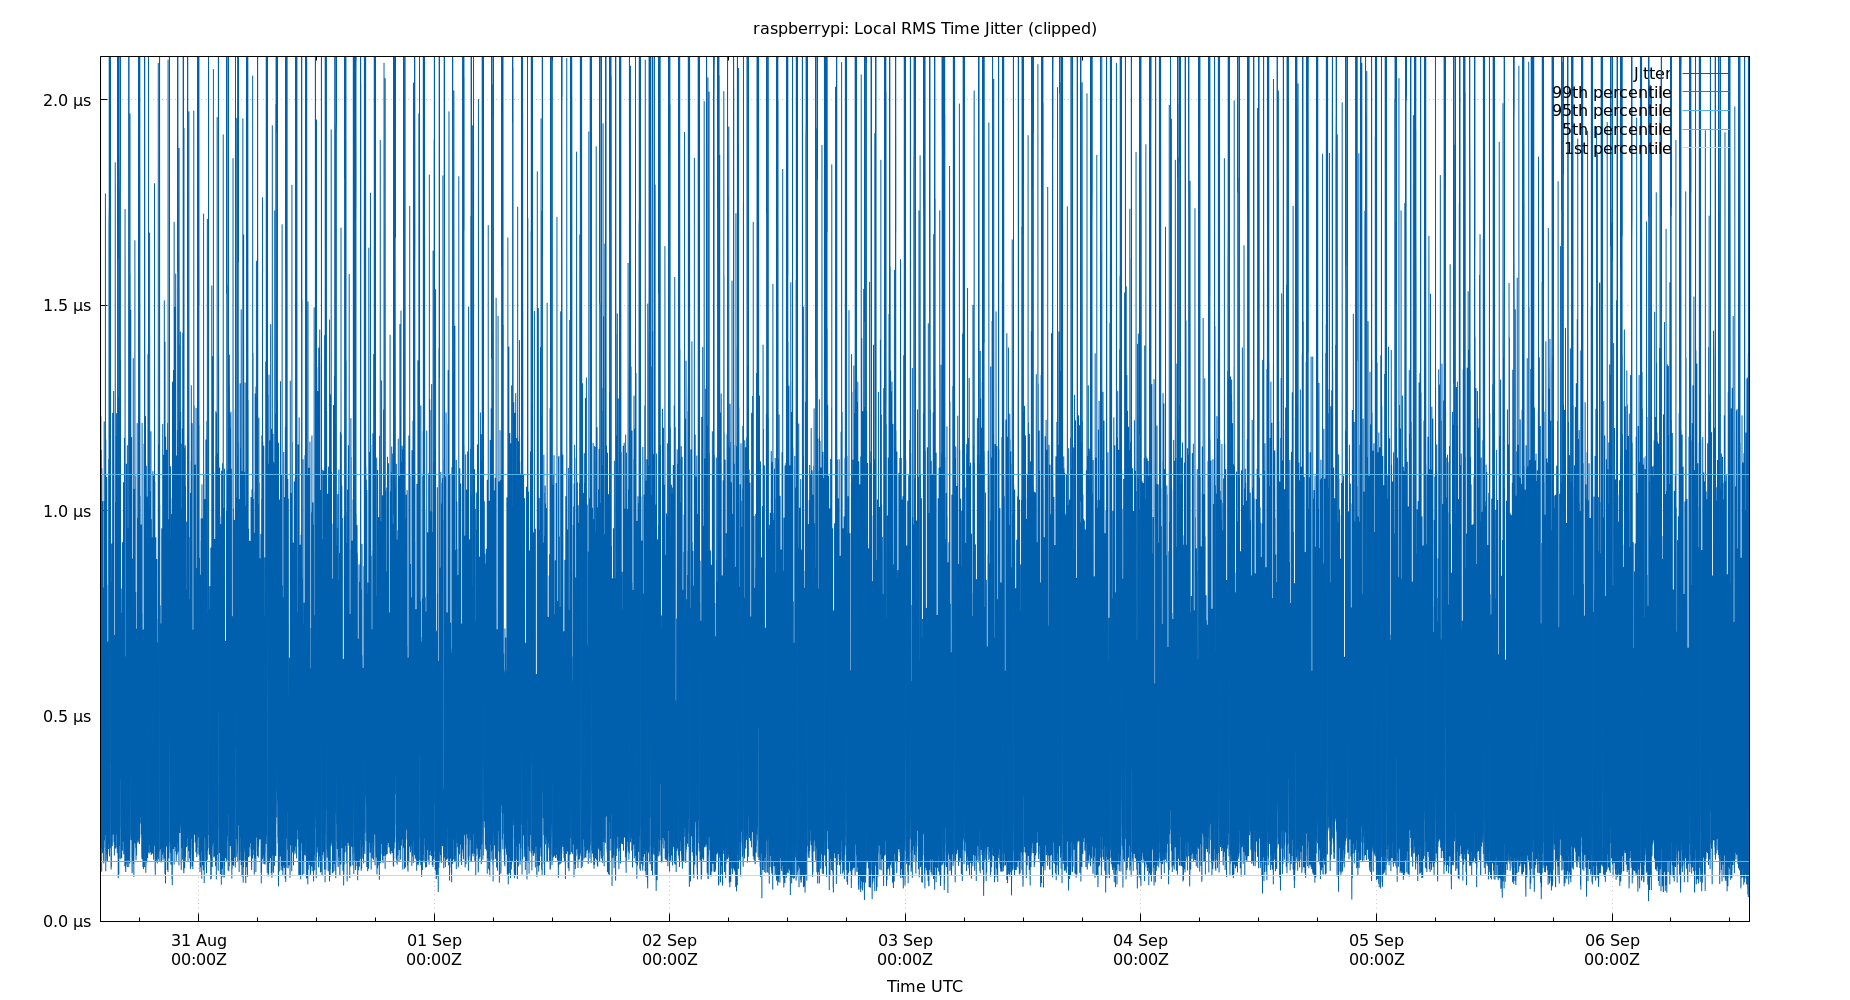 raspberrypi: Local RMS Time Jitter (clipped)
Jitter
99th percentile
95th percentile
5th percentile
1st percentile
2.0 µs
1.5 µs
1.0 µs
0.5 µs
0.0 µs
31 Aug 01 Sep 02 Sep 03 Sep 04 Sep 05 Sep 06 Sep
00:00Z 00:00Z 00:00Z 00:00Z 00:00Z 00:00Z 00:00Z
Time UTC